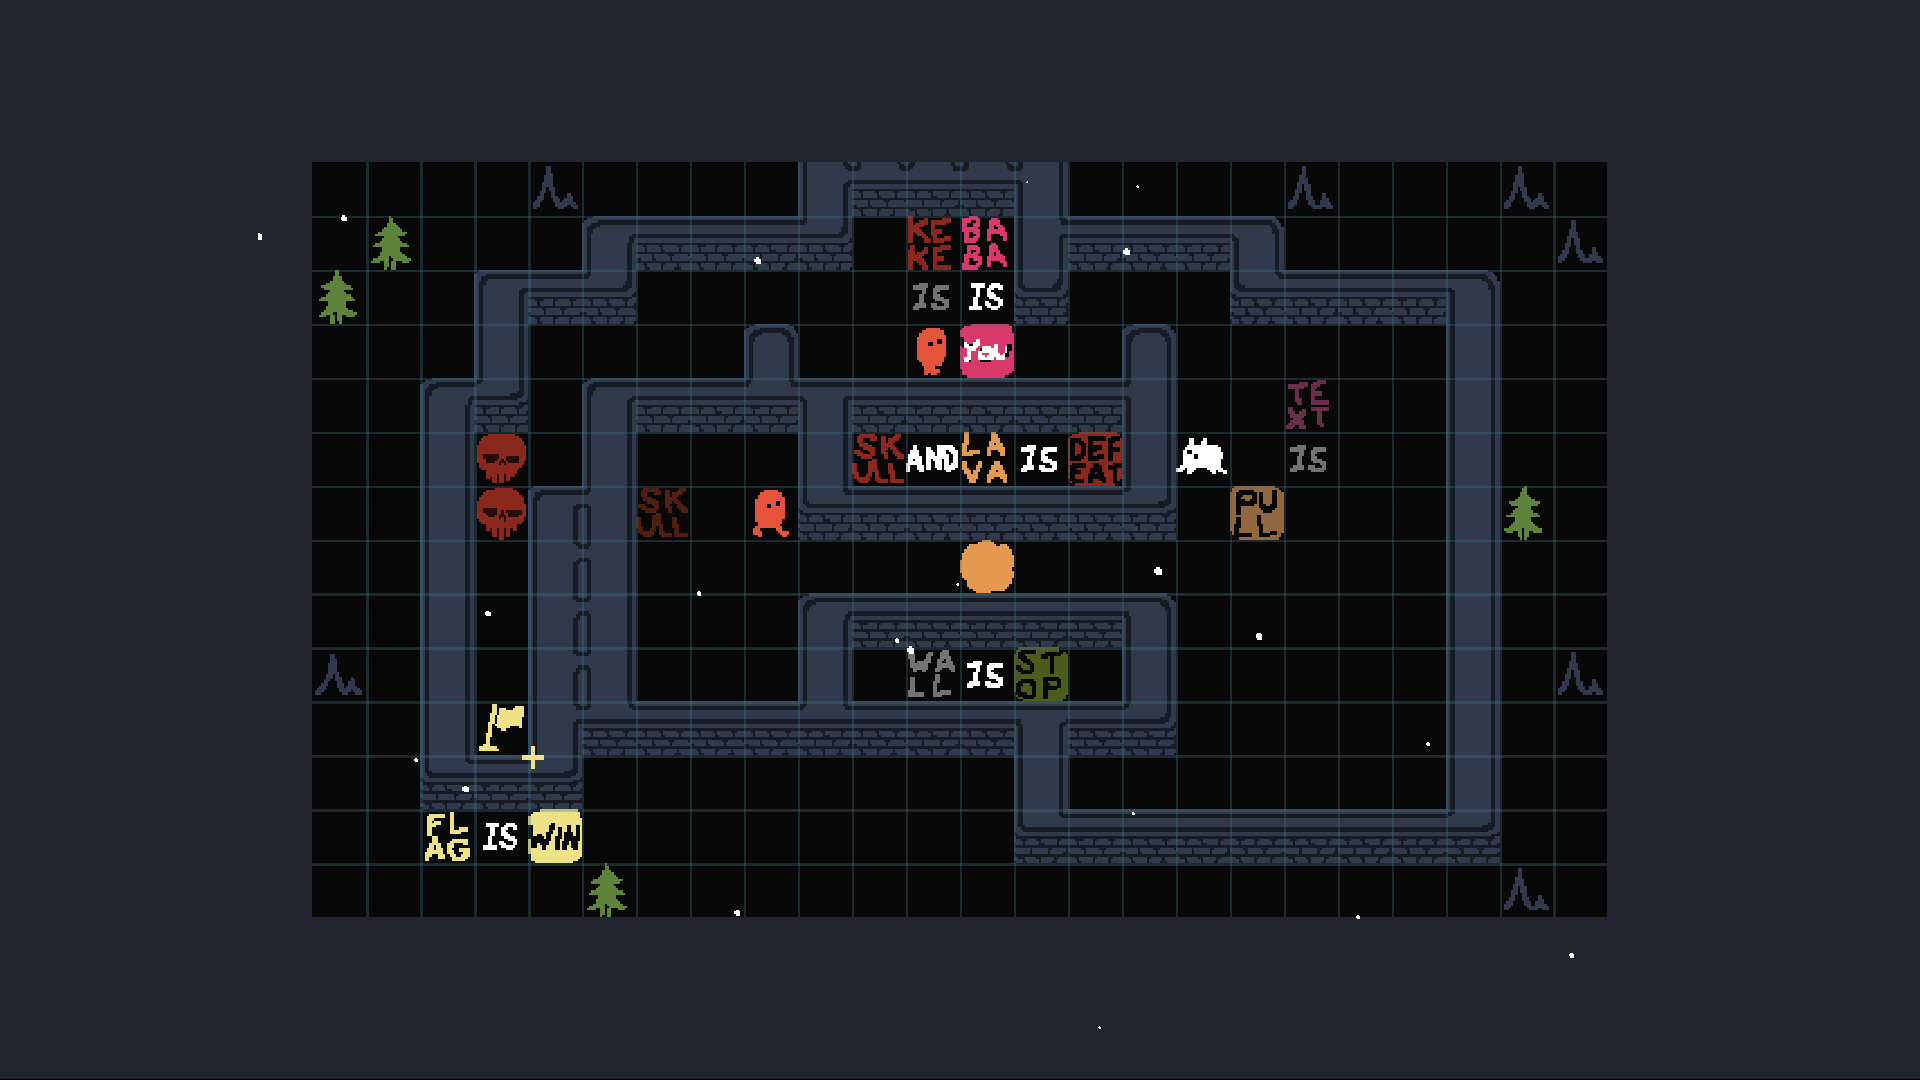 KEKE BABA
IS IS
YOU
TEXT
SKULL AND LAVA IS DEFEAT
IS
SKULL
PULL
WALL IS STOP
FLAG IS WIN